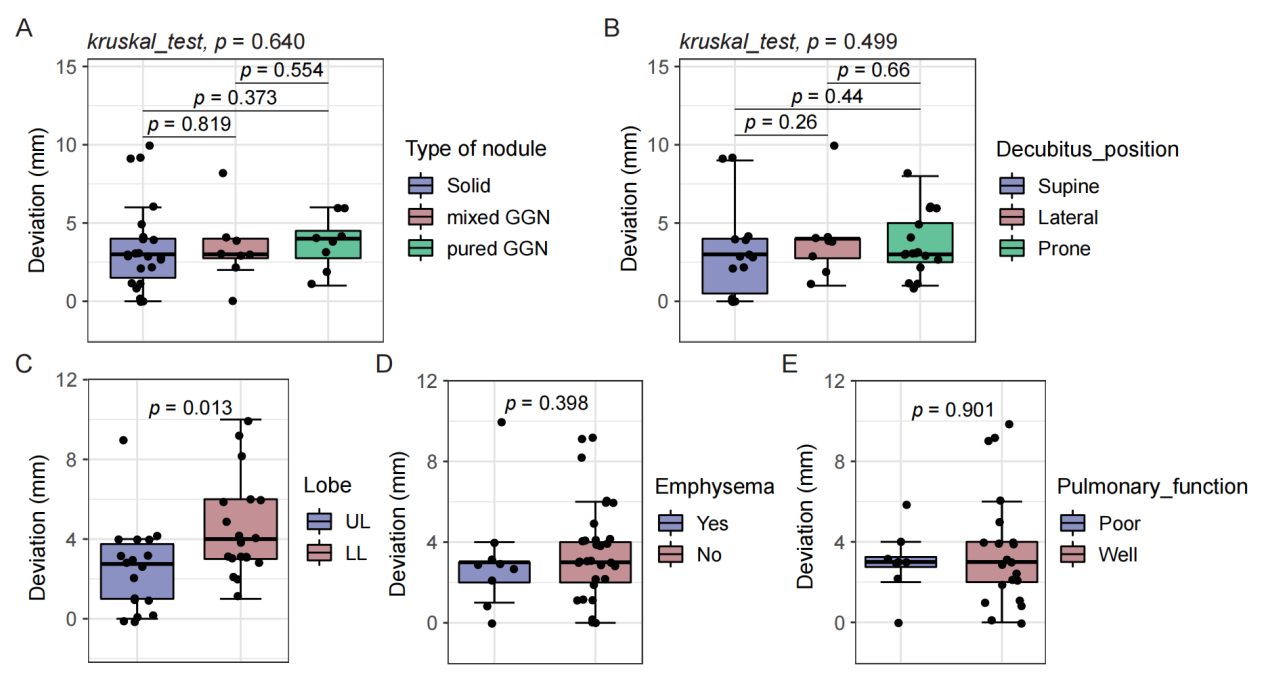 A
kruskal_test, p = 0.640
15
10
5
0
Deviation (mm)
p = 0.554
p = 0.373
p = 0.819
Type of nodule
Solid
mixed GGN
pured GGN
B
kruskal_test, p = 0.499
15
10
5
0
Deviation (mm)
p = 0.66
p = 0.44
p = 0.26
Decubitus_position
Supine
Lateral
Prone
C
12
8
4
0
Deviation (mm)
p = 0.013
Lobe
UL
LL
D
12
8
4
0
Deviation (mm)
p = 0.398
Emphysema
Yes
No
E
12
8
4
0
Deviation (mm)
p = 0.901
Pulmonary_function
Poor
Well